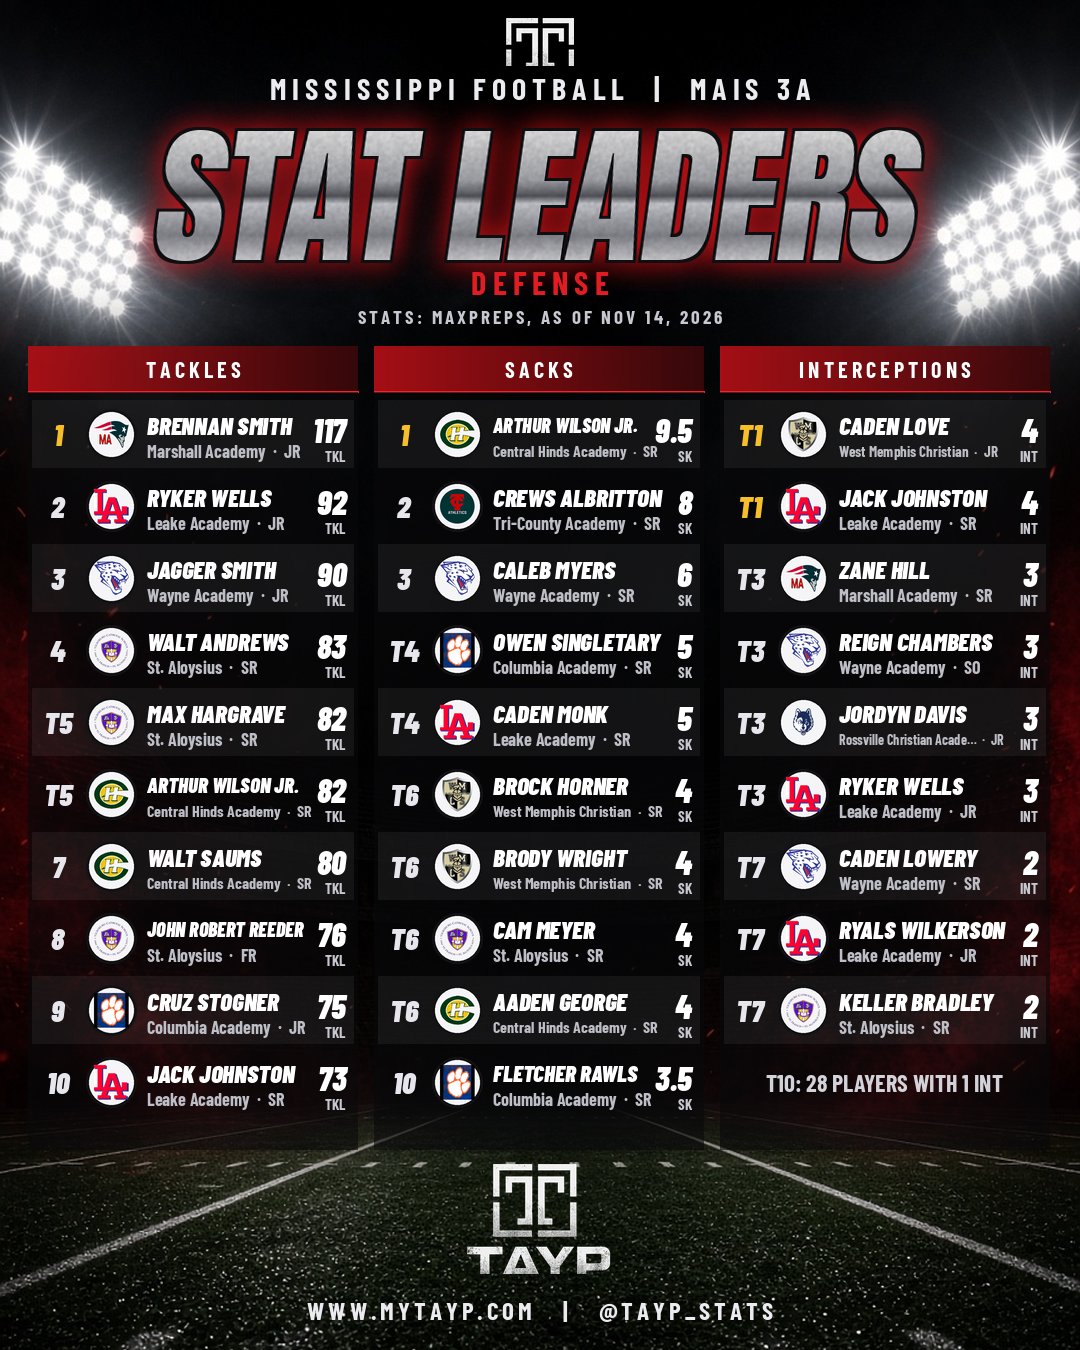 MISSISSIPPI FOOTBALL | MAIS 3A
STAT LEADERS
DEFENSE
STATS: MAXPREPS, AS OF NOV 14, 2026
TACKLES
1 BRENNAN SMITH 117
Marshall Academy · JR TKL
2 RYKER WELLS 92
Leake Academy · JR TKL
3 JAGGER SMITH 90
Wayne Academy · JR TKL
4 WALT ANDREWS 83
St. Aloysius · SR TKL
T5 MAX HARGRAVE 82
St. Aloysius · SR TKL
T5 ARTHUR WILSON JR. 82
Central Hinds Academy · SR TKL
7 WALT SAUMS 80
Central Hinds Academy · SR TKL
8 JOHN ROBERT REEDER 76
St. Aloysius · FR TKL
9 CRUZ STOGNER 75
Columbia Academy · JR TKL
10 JACK JOHNSTON 73
Leake Academy · SR TKL
SACKS
1 ARTHUR WILSON JR. 9.5
Central Hinds Academy · SR SK
2 CREWS ALBRITTON 8
Tri-County Academy · SR SK
3 CALEB MYERS 6
Wayne Academy · SR SK
T4 OWEN SINGLETARY 5
Columbia Academy · SR SK
T4 CADEN MONK 5
Leake Academy · SR SK
T6 BROCK HORNER 4
West Memphis Christian · SR SK
T6 BRODY WRIGHT 4
West Memphis Christian · SR SK
T6 CAM MEYER 4
St. Aloysius · SR SK
T6 AADEN GEORGE 4
Central Hinds Academy · SR SK
10 FLETCHER RAWLS 3.5
Columbia Academy · SR SK
INTERCEPTIONS
T1 CADEN LOVE 4
West Memphis Christian · JR INT
T1 JACK JOHNSTON 4
Leake Academy · SR INT
T3 ZANE HILL 3
Marshall Academy · SR INT
T3 REIGN CHAMBERS 3
Wayne Academy · SO INT
T3 JORDYN DAVIS 3
Rossville Christian Acade... · JR INT
T3 RYKER WELLS 3
Leake Academy · JR INT
T7 CADEN LOWERY 2
Wayne Academy · SR INT
T7 RYALS WILKERSON 2
Leake Academy · JR INT
T7 KELLER BRADLEY 2
St. Aloysius · SR INT
T10: 28 PLAYERS WITH 1 INT
TAYP
WWW.MYTAYP.COM | @TAYP_STATS